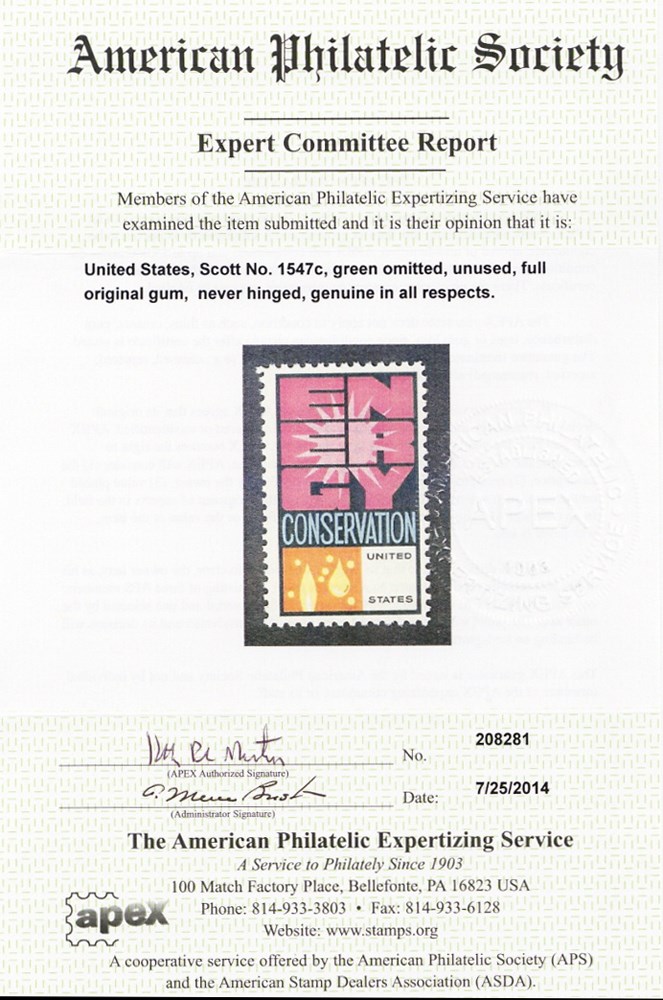 American Philatelic Society
Expert Committee Report
Members of the American Philatelic Expertizing Service have
examined the item submitted and it is their opinion that it is:
United States, Scott No. 1547c, green omitted, unused, full
original gum, never hinged, genuine in all respects.
ENERGY
CONSERVATION
UNITED
STATES
APEX
No. 208281
(APEX Authorized Signature)
Date: 7/25/2014
(Administrator Signature)
The American Philatelic Expertizing Service
A Service to Philately Since 1903
100 Match Factory Place, Bellefonte, PA 16823 USA
Phone: 814-933-3803 • Fax: 814-933-6128
Website: www.stamps.org
apex
A cooperative service offered by the American Philatelic Society (APS)
and the American Stamp Dealers Association (ASDA).